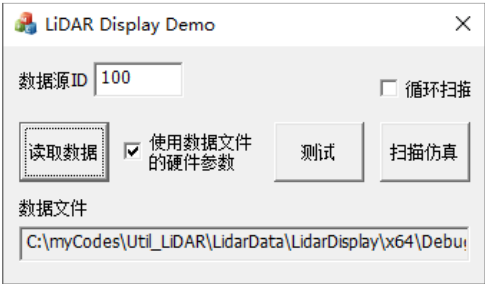 LiDAR Display Demo
数据源ID 100
循环扫描
读取数据
使用数据文件
的硬件参数
测试
扫描仿真
数据文件
C:\myCodes\Util_LiDAR\LidarData\LidarDisplay\x64\Debug